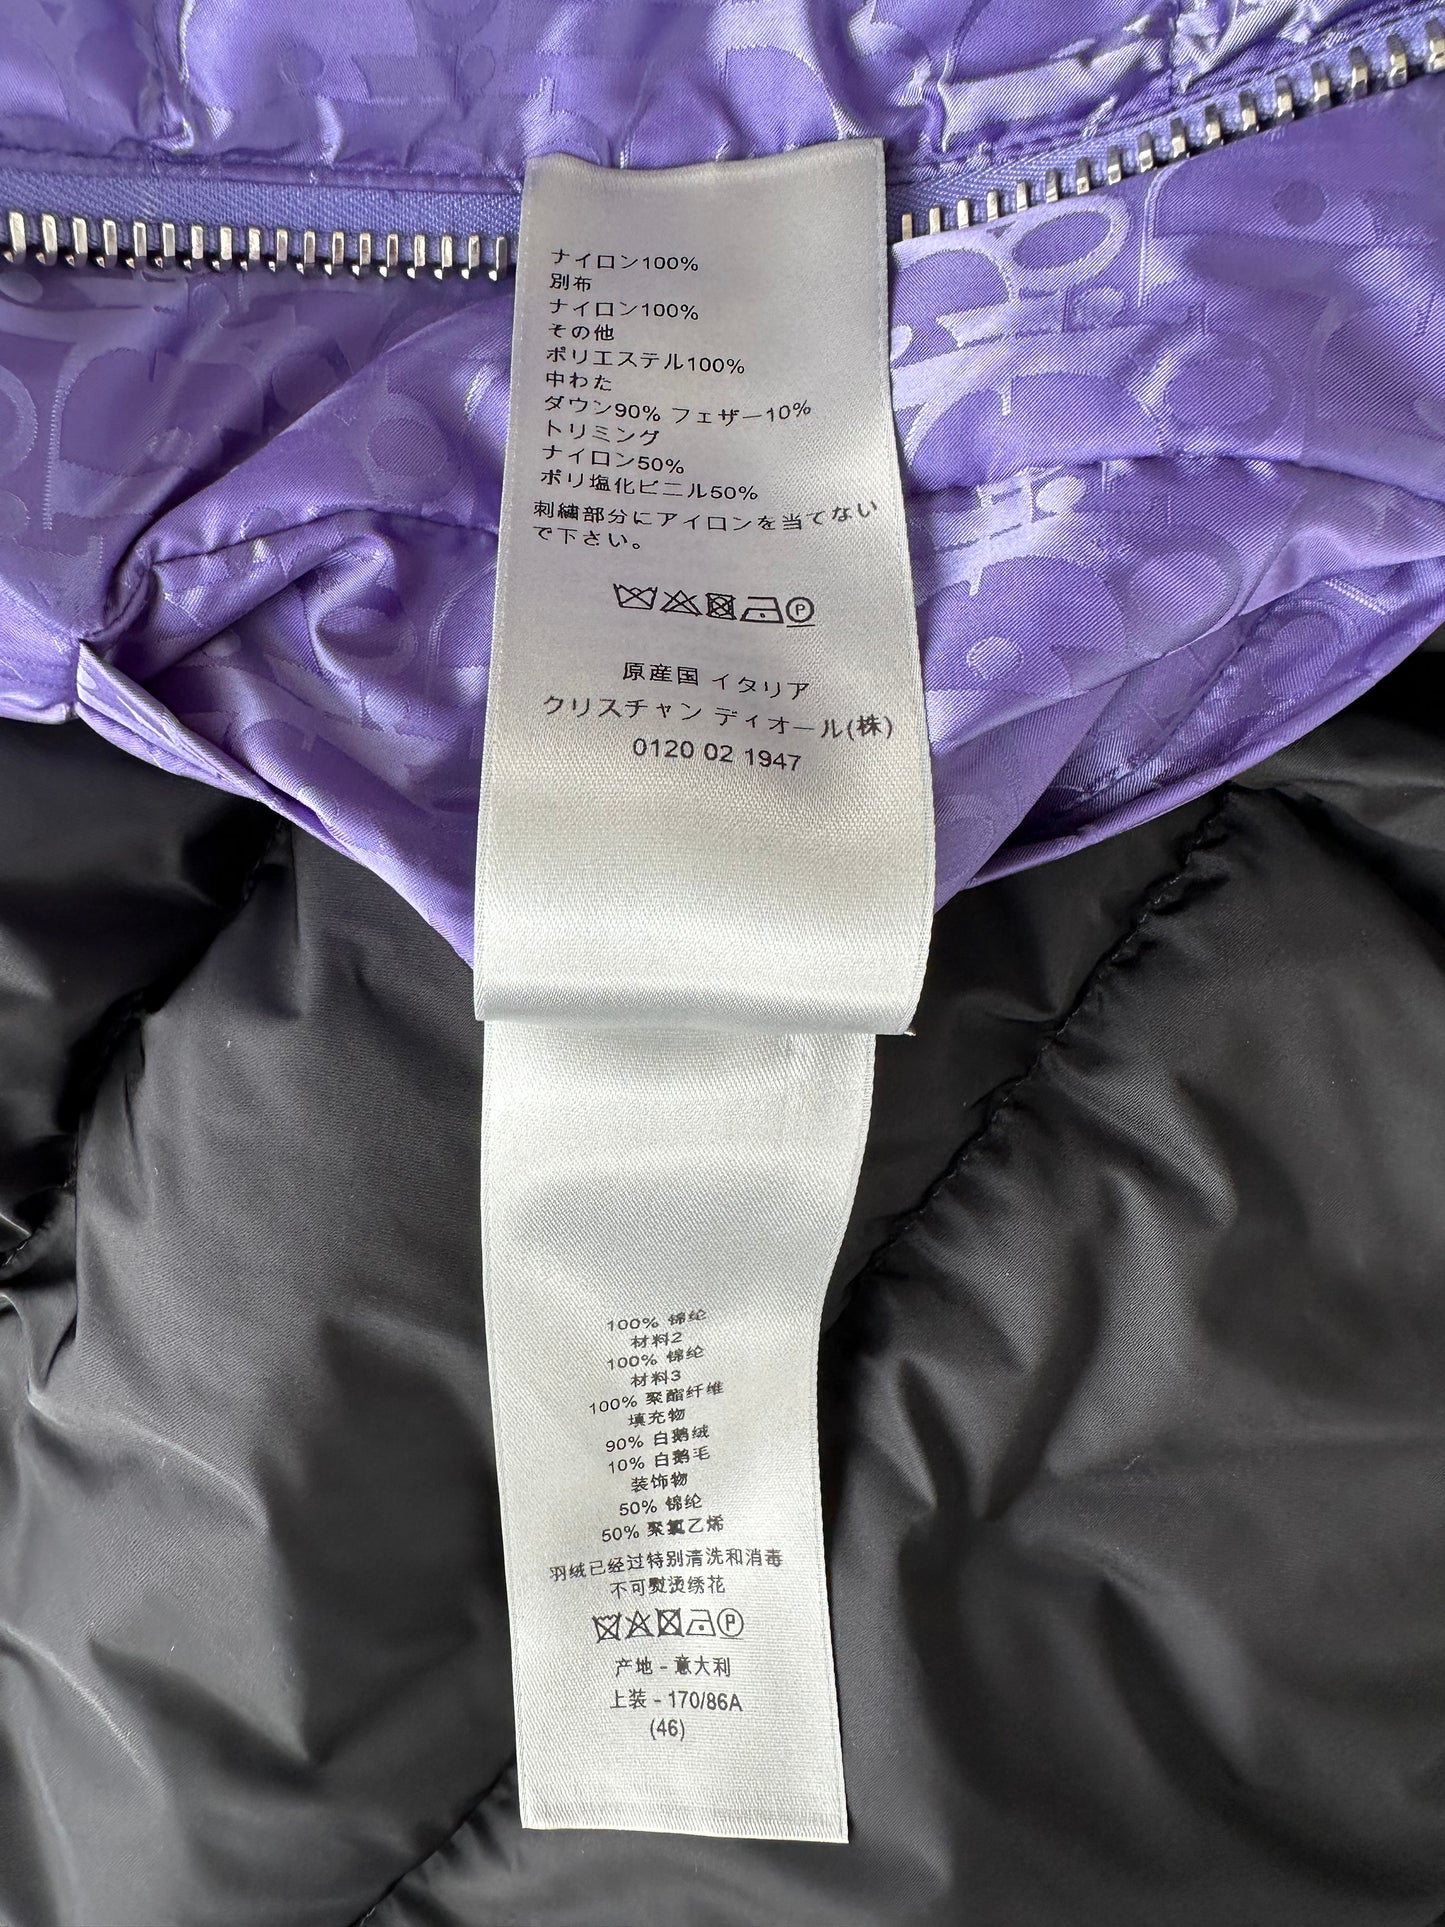 ナイロン100%
別布
ナイロン100%
その他
ポリエステル100%
中わた
ダウン90% フェザー10%
トリミング
ナイロン50%
ポリ塩化ビニル50%
刺繍部分にアイロンを当てない
で下さい。
P
原産国 イタリア
クリスチャン ディオール(株)
0120 02 1947
100% 锦纶
材料2
100% 锦纶
材料3
100% 聚酯纤维
填充物
90% 白鹅绒
10% 白鹅毛
装饰物
50% 锦纶
50% 聚氯乙烯
羽绒已经过特别清洗和消毒
不可熨烫绣花
P
产地 - 意大利
上装 - 170/86A
(46)